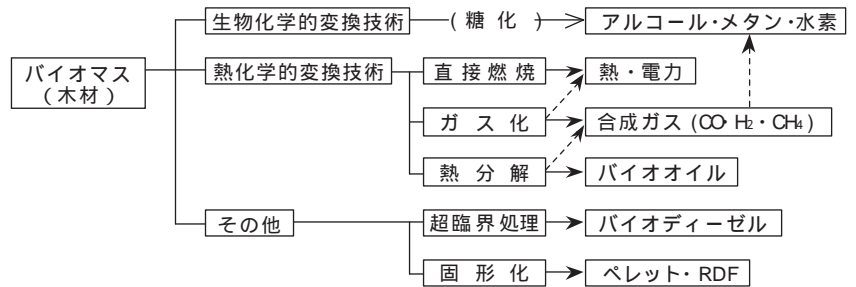 生物化学的変換技術 (糖化) アルコール・メタン・水素
バイオマス
(木材)
熱化学的変換技術 直接燃焼 熱・電力
ガス化 合成ガス (CO・H₂・CH₄)
熱分解 バイオオイル
その他 超臨界処理 バイオディーゼル
固形化 ペレット・RDF